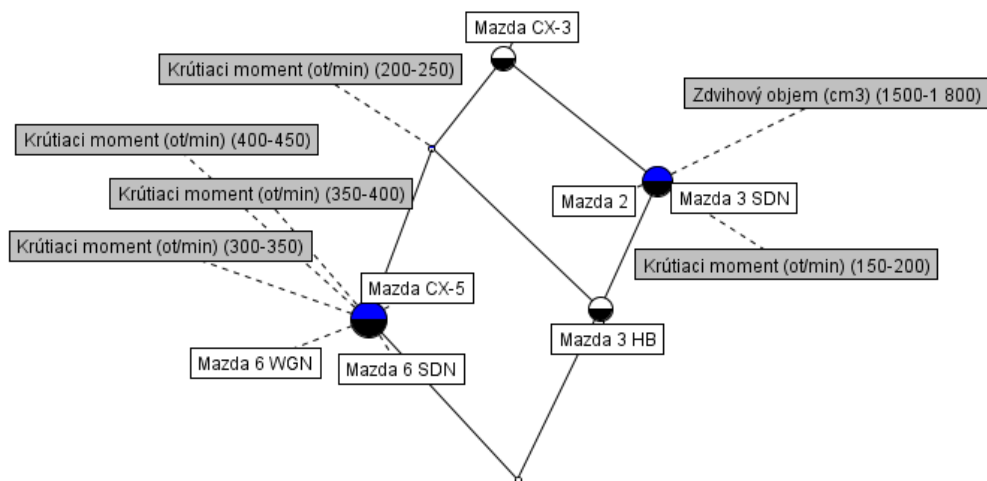 Mazda CX-3
Krútiaci moment (ot/min) (200-250)
Zdvihový objem (cm3) (1500-1 800)
Krútiaci moment (ot/min) (400-450)
Krútiaci moment (ot/min) (350-400)
Mazda 2
Mazda 3 SDN
Krútiaci moment (ot/min) (300-350)
Krútiaci moment (ot/min) (150-200)
Mazda CX-5
Mazda 3 HB
Mazda 6 WGN
Mazda 6 SDN